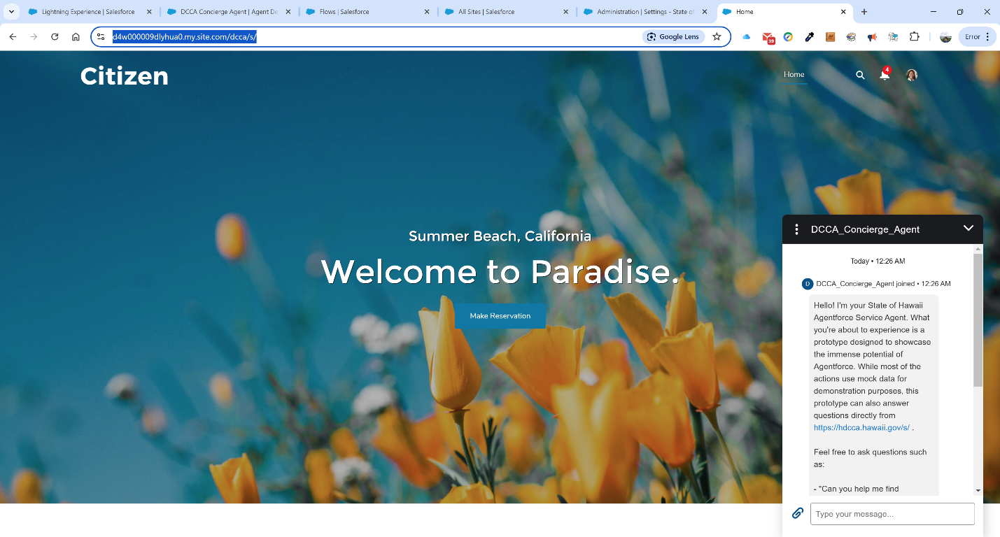 Lightning Experience | Salesforce
DCCA Concierge Agent | Agent De
Flows | Salesforce
All Sites | Salesforce
Administration | Settings - State of
Home
d4w000009dlyhua0.my.site.com/dcca/s/
Google Lens
39
Error
Citizen
Home
4
Summer Beach, California
Welcome to Paradise.
Make Reservation
DCCA_Concierge_Agent
Today • 12:26 AM
D
DCCA_Concierge_Agent joined • 12:26 AM
Hello! I'm your State of Hawaii
Agentforce Service Agent. What
you're about to experience is a
prototype designed to showcase
the immense potential of
Agentforce. While most of the
actions use mock data for
demonstration purposes, this
prototype can also answer
questions directly from
https://hdcca.hawaii.gov/s/ .
Feel free to ask questions such
as:
- "Can you help me find
Type your message...